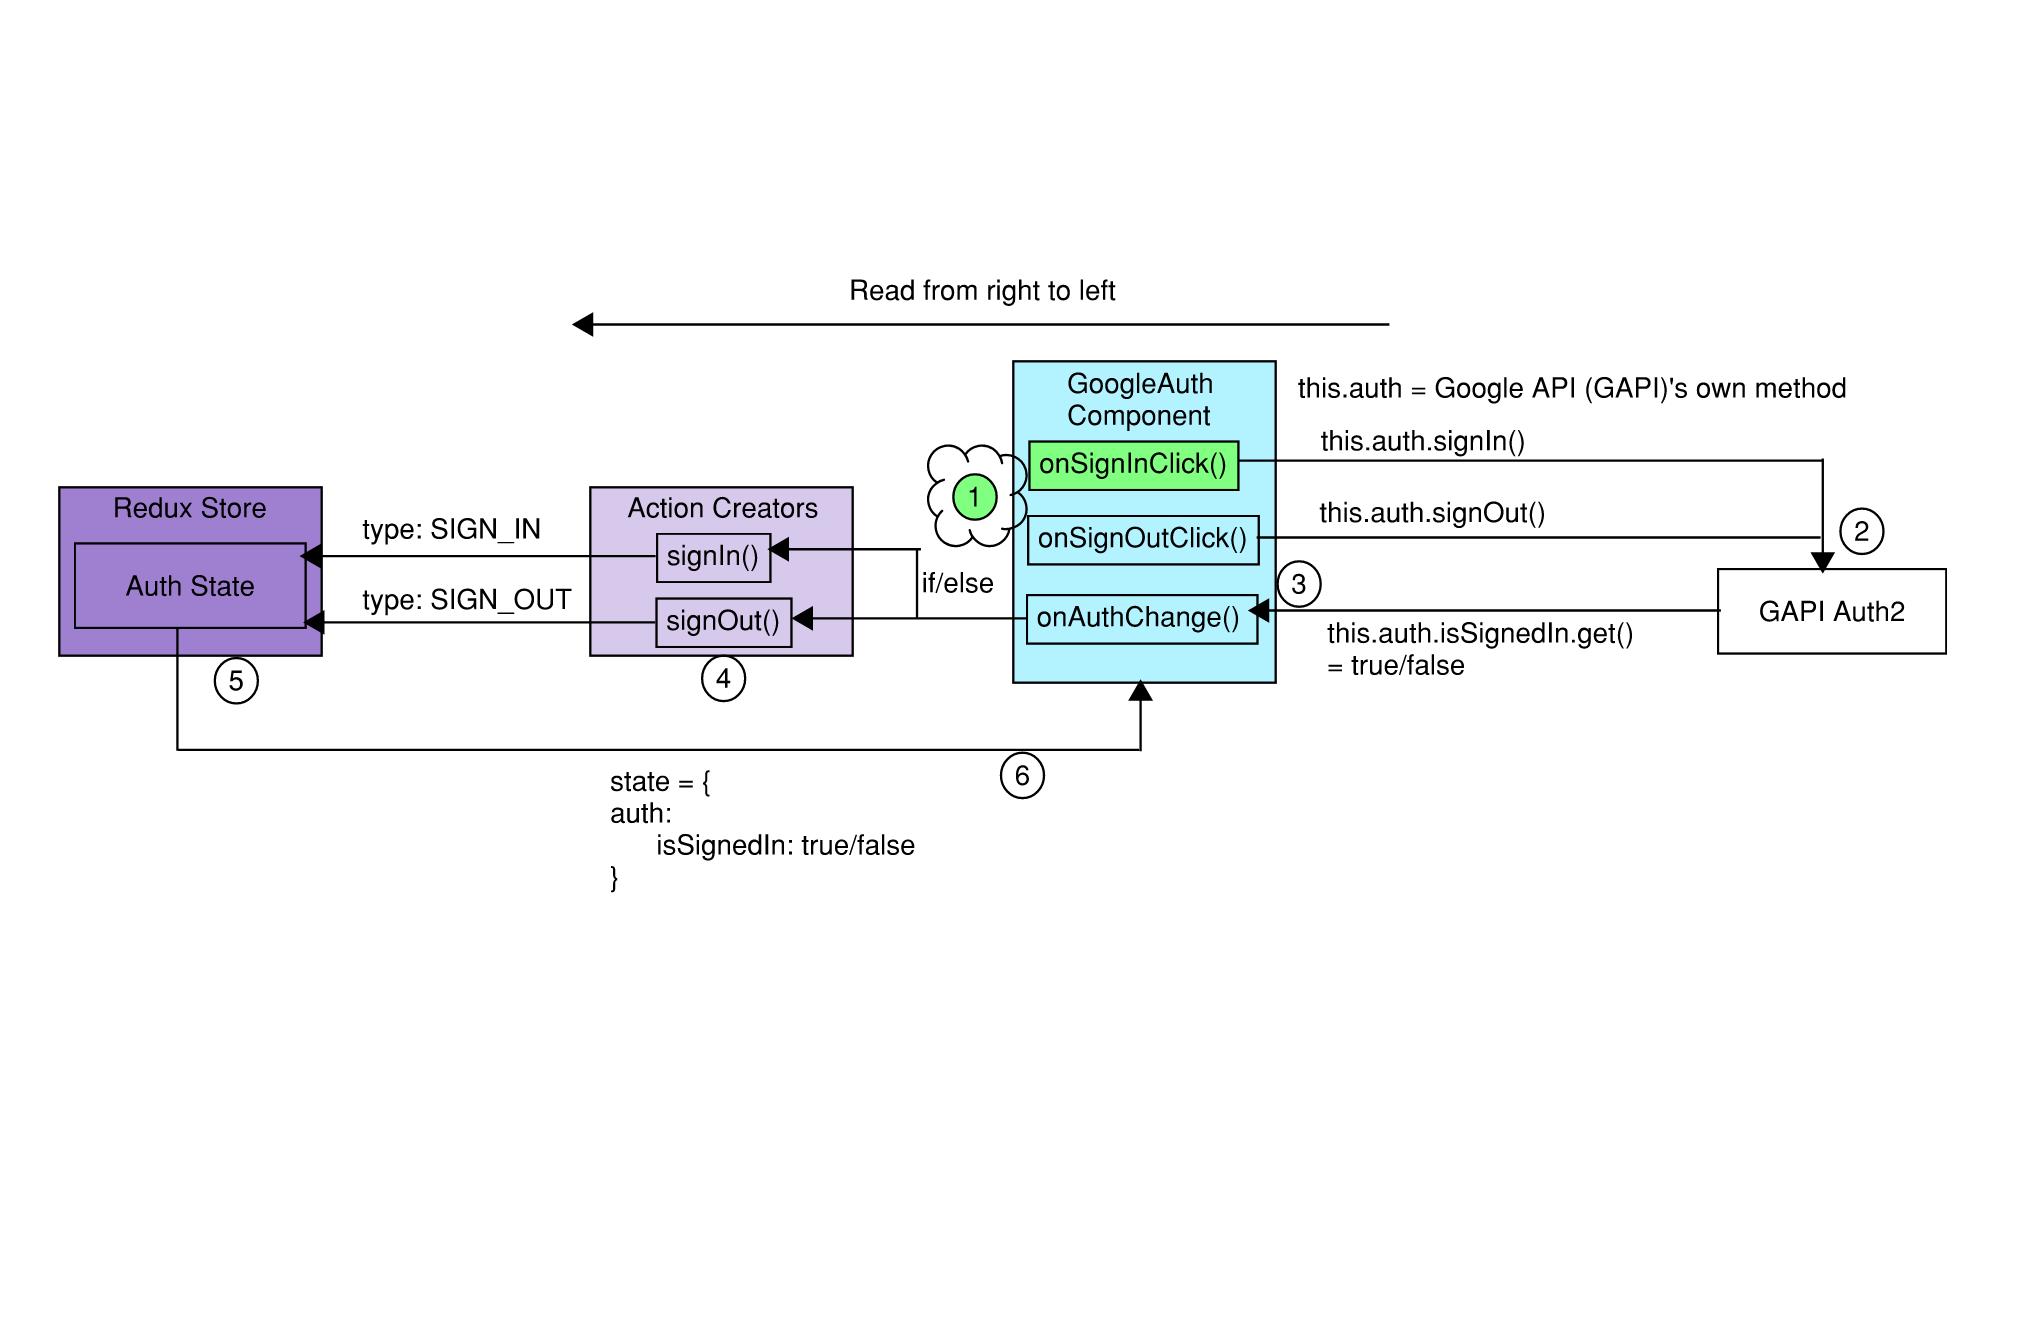 Read from right to left
GoogleAuth
Component
this.auth = Google API (GAPI)'s own method
onSignInClick()
this.auth.signIn()
1
onSignOutClick()
this.auth.signOut()
2
3
onAuthChange()
this.auth.isSignedIn.get()
= true/false
GAPI Auth2
if/else
Action Creators
signIn()
signOut()
4
type: SIGN_IN
type: SIGN_OUT
Redux Store
Auth State
5
6
state = {
auth:
isSignedIn: true/false
}